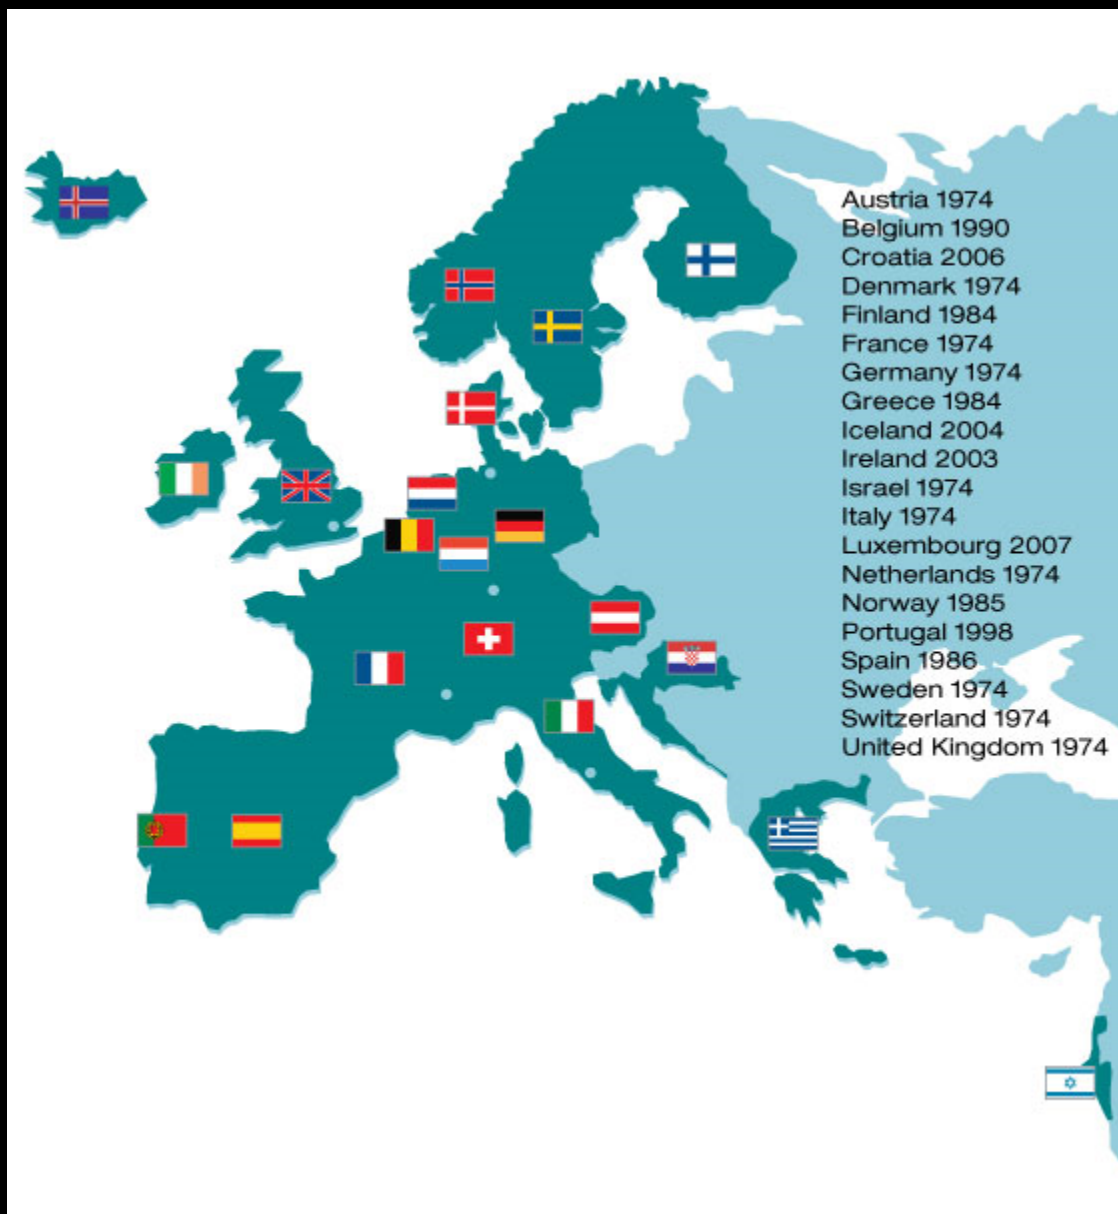 Austria 1974
Belgium 1990
Croatia 2006
Denmark 1974
Finland 1984
France 1974
Germany 1974
Greece 1984
Iceland 2004
Ireland 2003
Israel 1974
Italy 1974
Luxembourg 2007
Netherlands 1974
Norway 1985
Portugal 1998
Spain 1986
Sweden 1974
Switzerland 1974
United Kingdom 1974